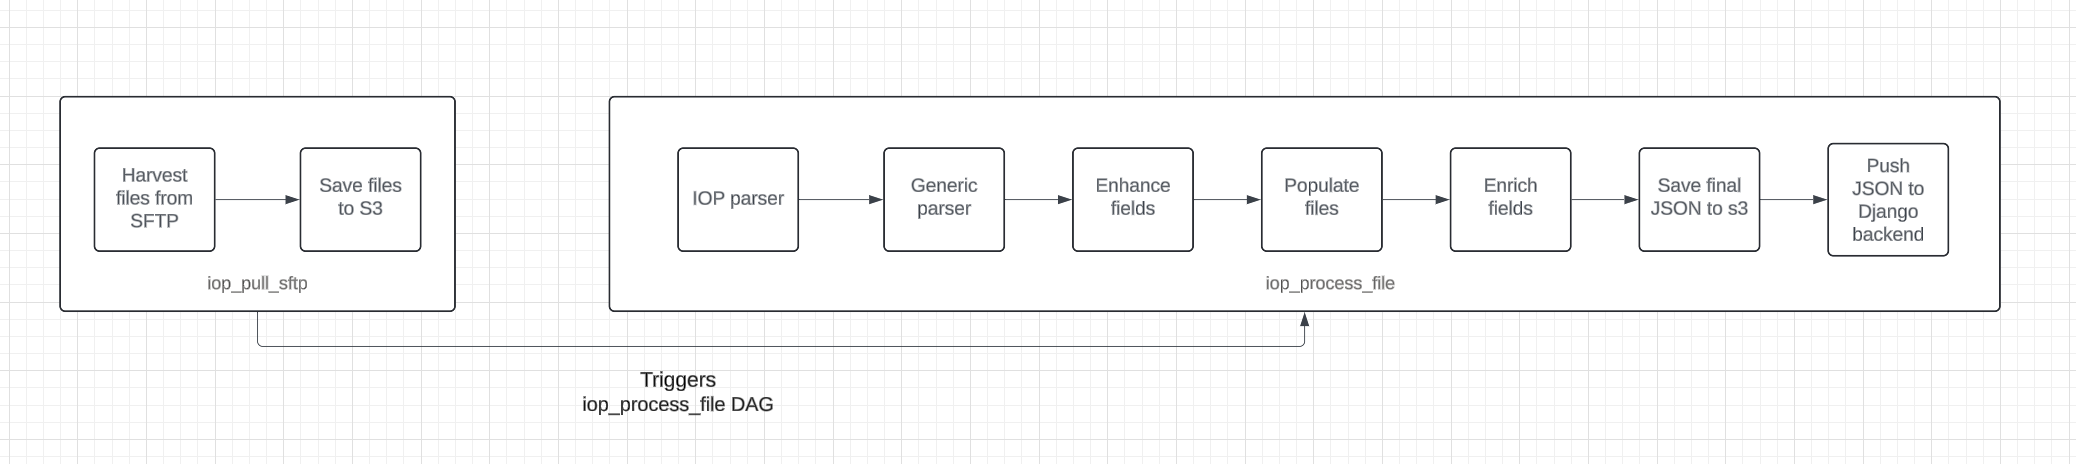 Harvest
files from
SFTP
Save files
to S3
iop_pull_sftp
IOP parser
Generic
parser
Enhance
fields
Populate
files
Enrich
fields
Save final
JSON to s3
Push
JSON to
Django
backend
iop_process_file
Triggers
iop_process_file DAG